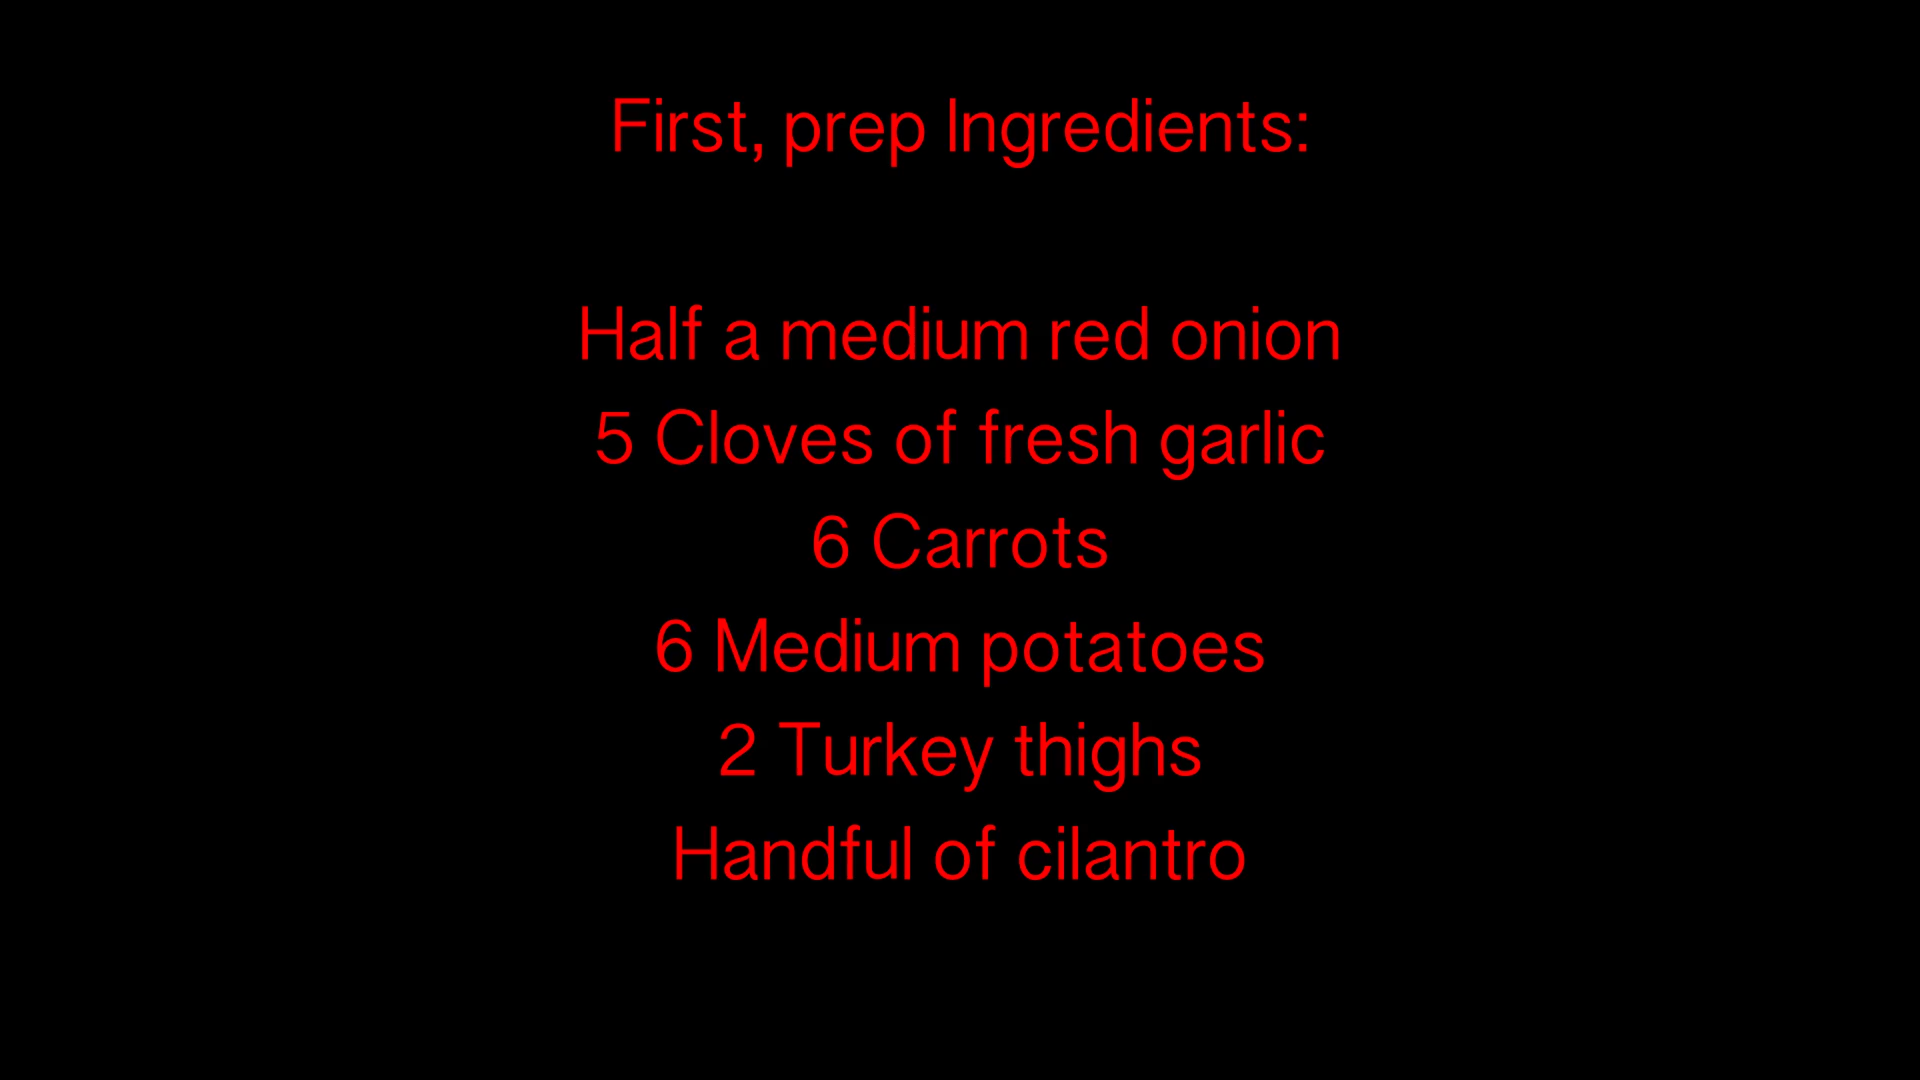 First, prep Ingredients:
Half a medium red onion
5 Cloves of fresh garlic
6 Carrots
6 Medium potatoes
2 Turkey thighs
Handful of cilantro